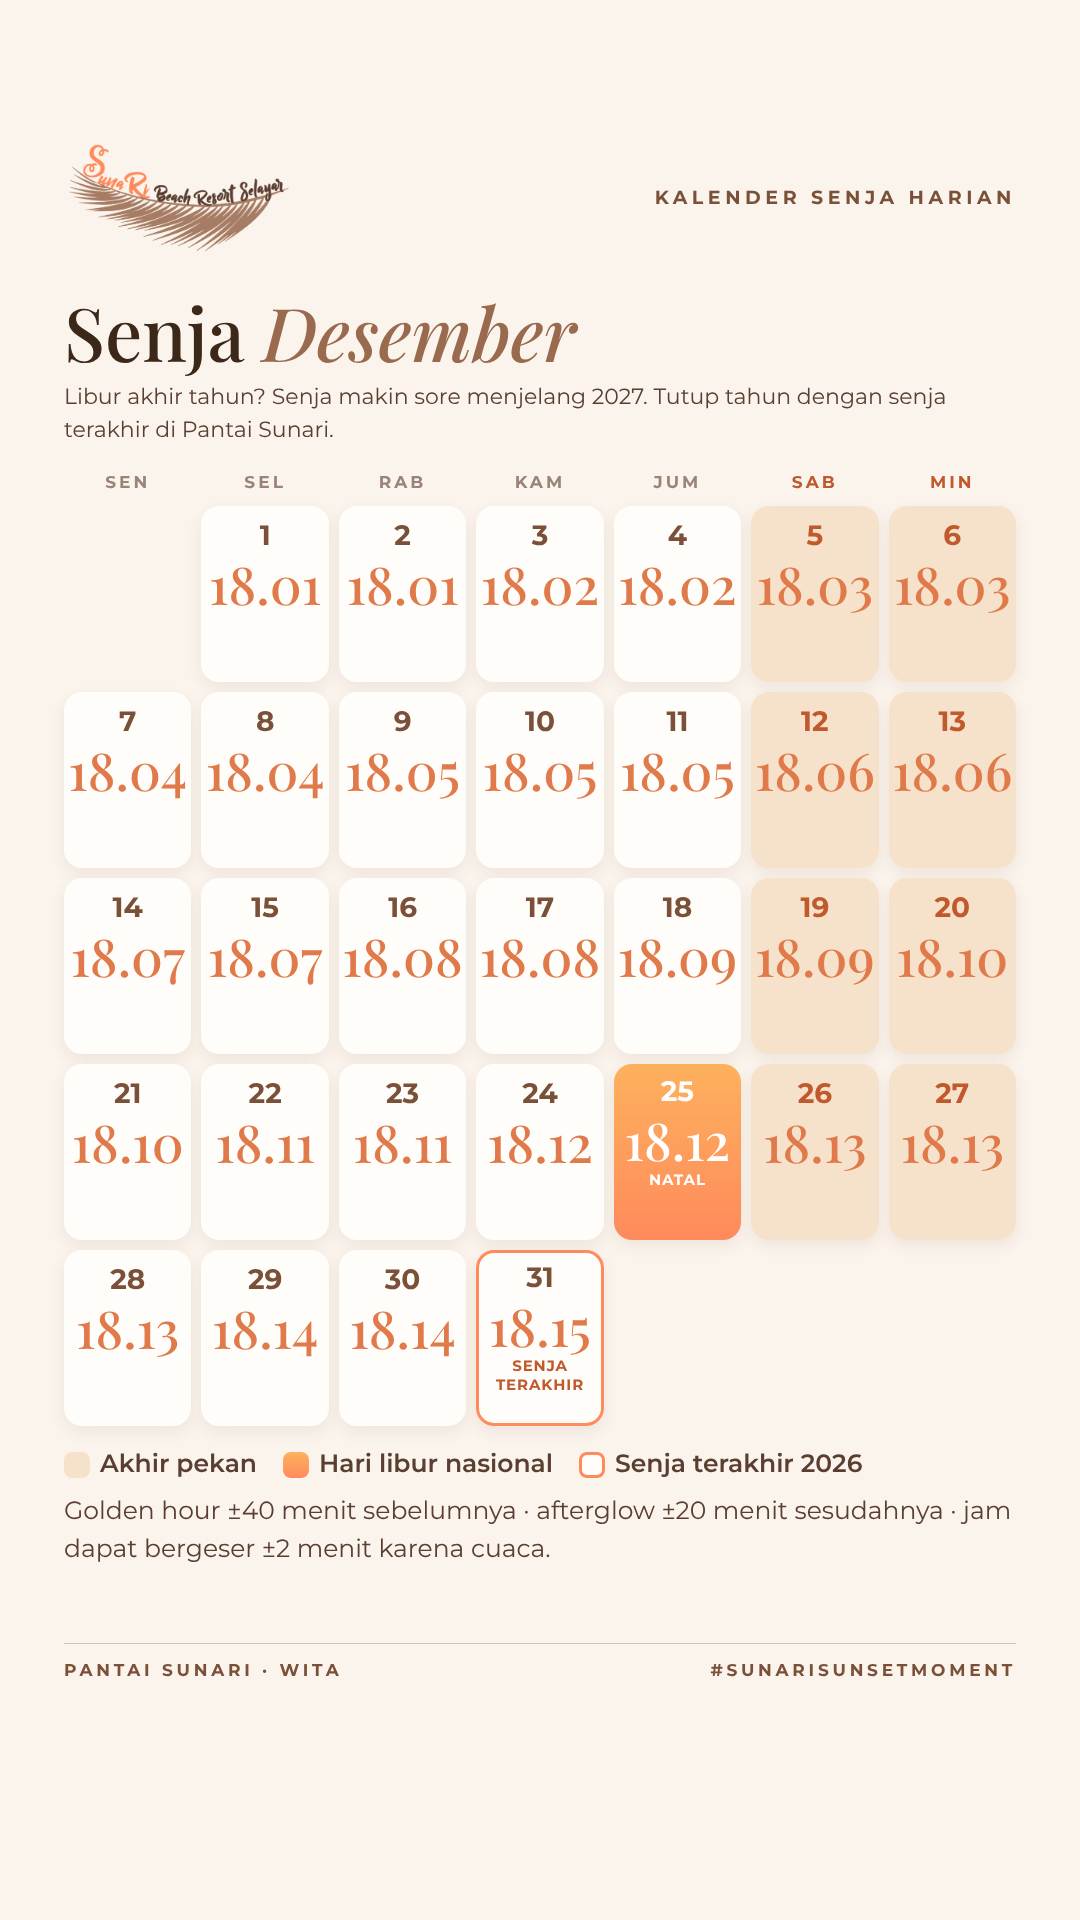 SunaRi Beach Resort Selayar
KALENDER SENJA HARIAN
Senja Desember
Libur akhir tahun? Senja makin sore menjelang 2027. Tutup tahun dengan senja
terakhir di Pantai Sunari.
SEN SEL RAB KAM JUM SAB MIN
1 2 3 4 5 6
18.01 18.01 18.02 18.02 18.03 18.03
7 8 9 10 11 12 13
18.04 18.04 18.05 18.05 18.05 18.06 18.06
14 15 16 17 18 19 20
18.07 18.07 18.08 18.08 18.09 18.09 18.10
21 22 23 24 25 26 27
18.10 18.11 18.11 18.12 18.12 18.13 18.13
NATAL
28 29 30 31
18.13 18.14 18.14 18.15
SENJA
TERAKHIR
Akhir pekan Hari libur nasional Senja terakhir 2026
Golden hour ±40 menit sebelumnya · afterglow ±20 menit sesudahnya · jam
dapat bergeser ±2 menit karena cuaca.
PANTAI SUNARI · WITA #SUNARISUNSETMOMENT